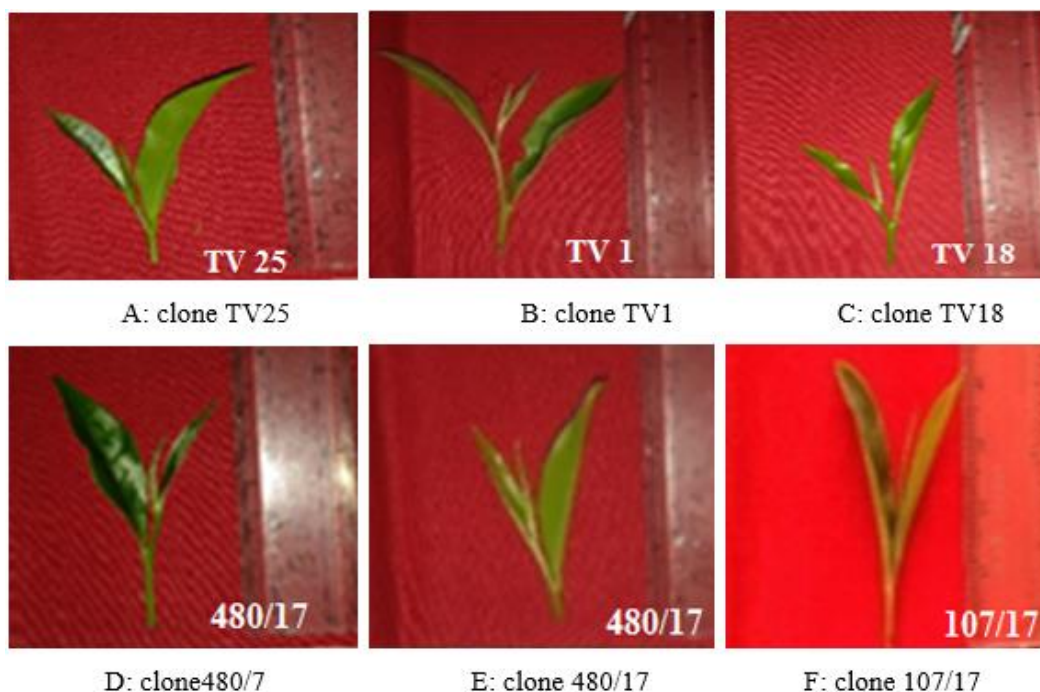 TV 25
TV 1
TV 18
A: clone TV25
B: clone TV1
C: clone TV18
480/17
480/17
107/17
D: clone480/7
E: clone 480/17
F: clone 107/17